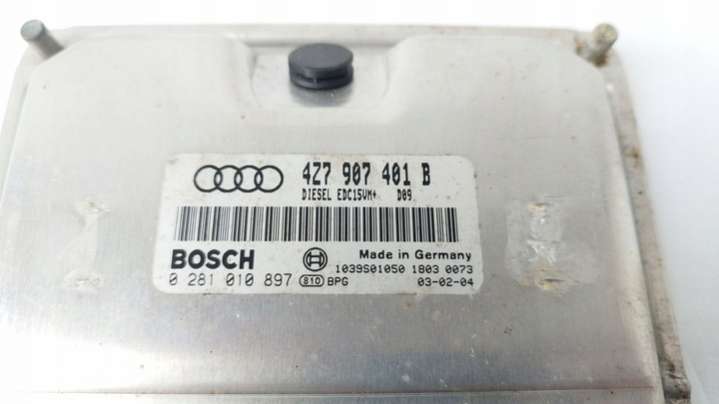 4Z7 907 401 B
DIESEL EDC15VM+ D09
BOSCH Made in Germany
1039S01050 1803 0073
0 281 010 897 810 BPG 03-02-04